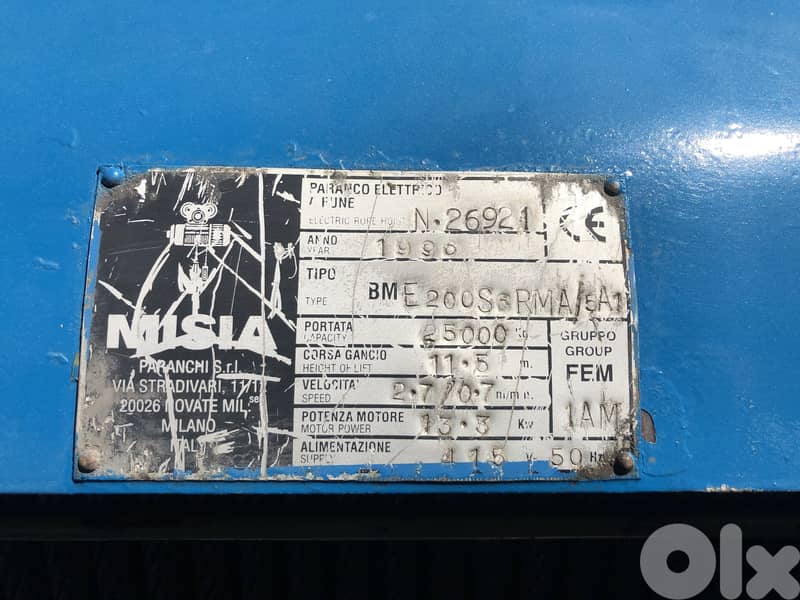 MISIA
PARANCHI S.r.l.
VIA STRADIVARI, 11/1
20026 NOVATE MIL.se
MILANO
ITALY
PARANCO ELETTRICO
A FUNE
ELECTRIC ROPE HOIST N. 26921
CE
ANNO
YEAR 1996
TIPO
TYPE BM E200S6RMA/5A1
PORTATA
CAPACITY 25000 Kg
CORSA GANCIO
HEIGHT OF LIFT 11.5 m.
VELOCITA'
SPEED 2.7/0.7 m/min.
POTENZA MOTORE
MOTOR POWER 13.3 Kw
ALIMENTAZIONE
SUPPLY 415 V 50 Hz
GRUPPO
GROUP
FEM
1AM
Olx